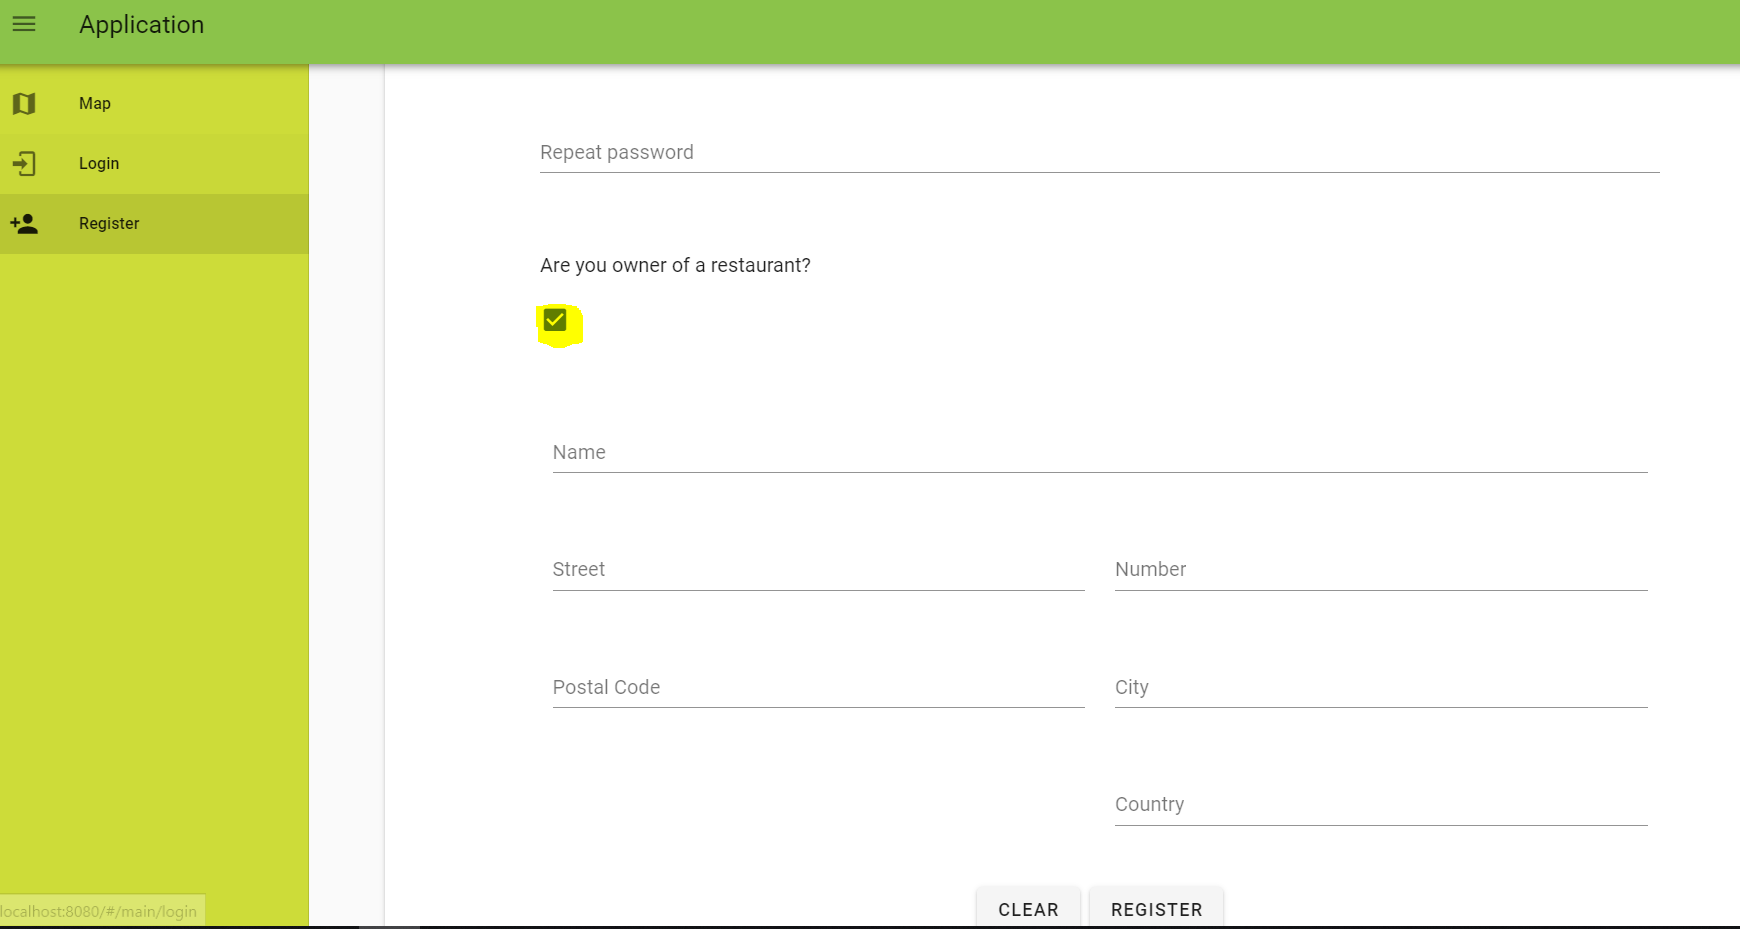 Application
Map
Login
Register
Repeat password
Are you owner of a restaurant?
Name
Street
Number
Postal Code
City
Country
CLEAR
REGISTER
localhost:8080/#/main/login